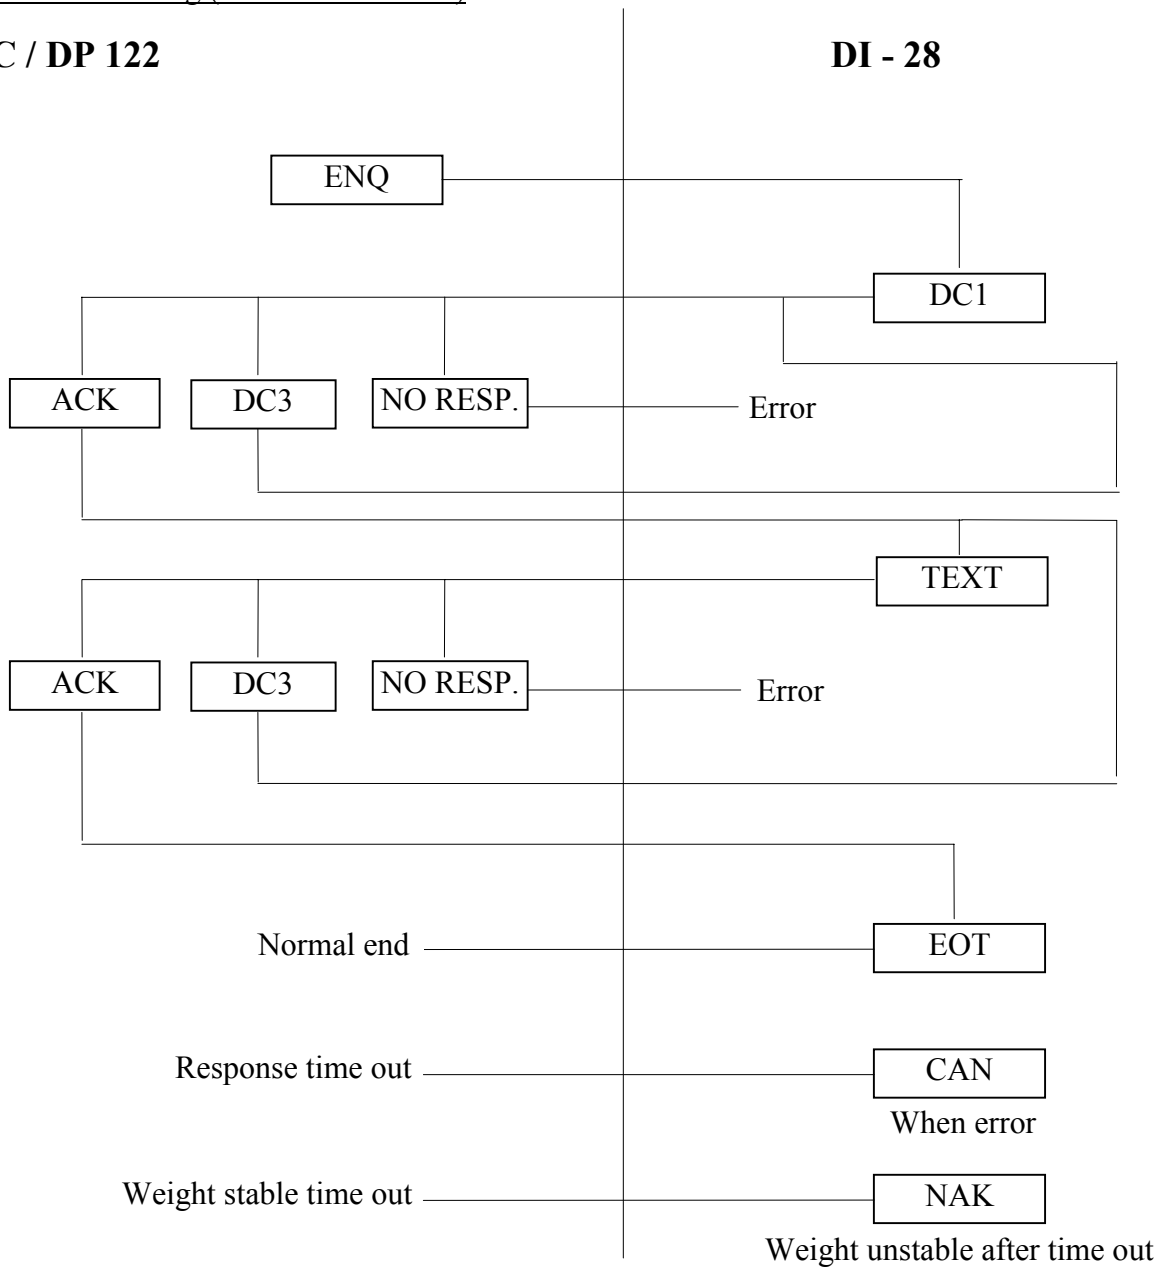 C / DP 122
DI - 28
ENQ
DC1
ACK
DC3
NO RESP.
Error
TEXT
ACK
DC3
NO RESP.
Error
Normal end
EOT
Response time out
CAN
When error
Weight stable time out
NAK
Weight unstable after time out